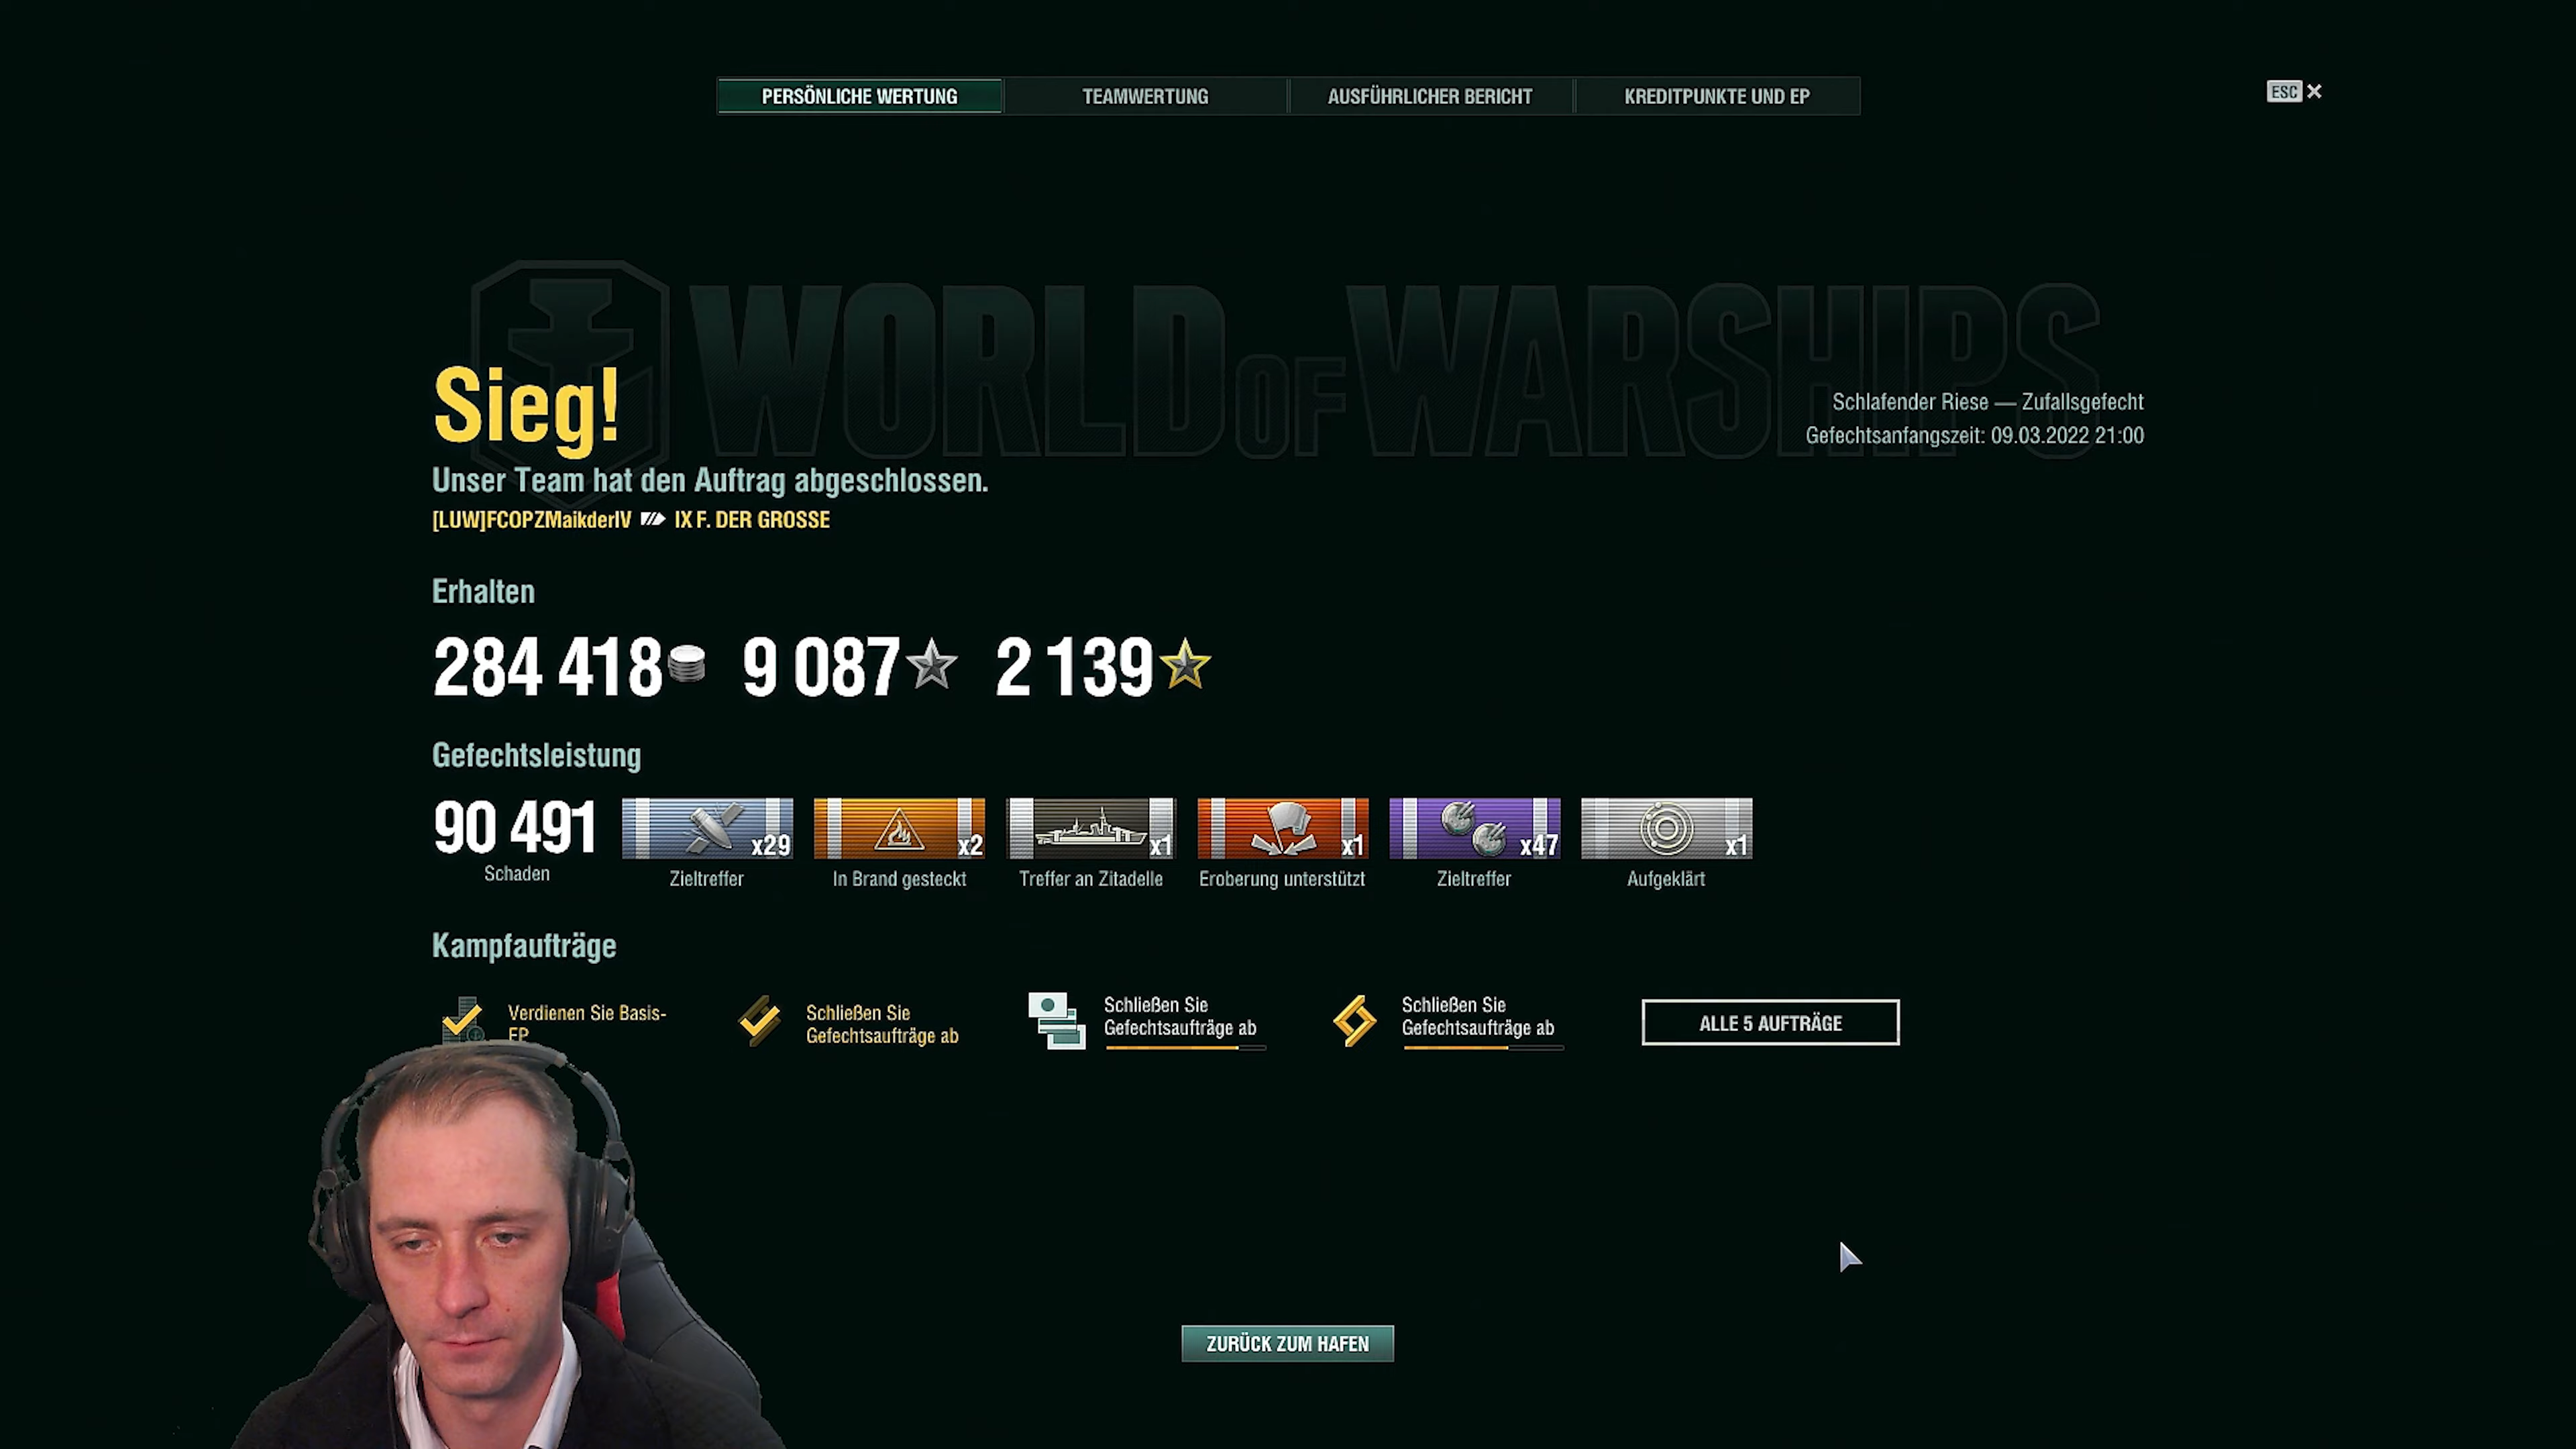 PERSÖNLICHE WERTUNG
TEAMWERTUNG
AUSFÜHRLICHER BERICHT
KREDITPUNKTE UND EP
ESC
WORLD OF WARSHIPS
Sieg!
Schlafender Riese — Zufallsgefecht
Gefechtsanfangszeit: 09.03.2022 21:00
Unser Team hat den Auftrag abgeschlossen.
[LUW]FCOPZMaikderIV IX F. DER GROSSE
Erhalten
284 418 9 087 2 139
Gefechtsleistung
90 491 x29 x2 x1 x1 x47 x1
Schaden Zieltreffer In Brand gesteckt Treffer an Zitadelle Eroberung unterstützt Zieltreffer Aufgeklärt
Kampfaufträge
Verdienen Sie Basis-
EP
Schließen Sie
Gefechtsaufträge ab
Schließen Sie
Gefechtsaufträge ab
Schließen Sie
Gefechtsaufträge ab
ALLE 5 AUFTRÄGE
ZURÜCK ZUM HAFEN